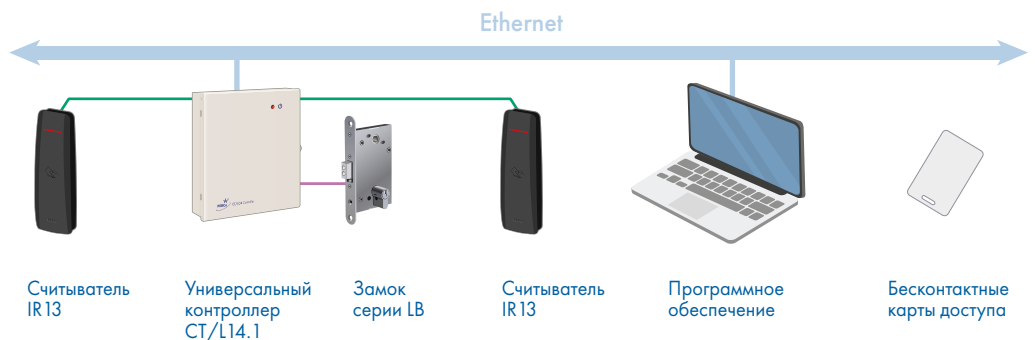 Ethernet
Считыватель
IR13
Универсальный
контроллер
CT/L14.1
Замок
серии LB
Считыватель
IR13
Программное
обеспечение
Бесконтактные
карты доступа